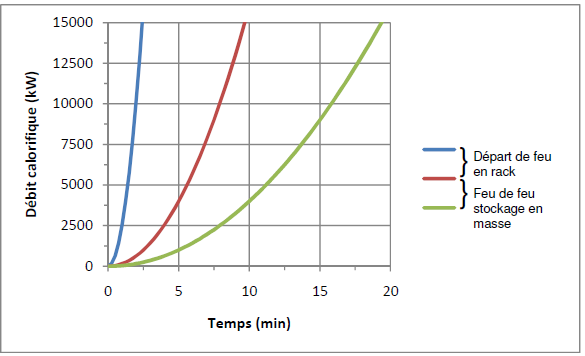 15000
12500
10000
7500
5000
2500
0
Débit calorifique (kW)
0 5 10 15 20
Temps (min)
Départ de feu
en rack
Feu de feu
stockage en
masse